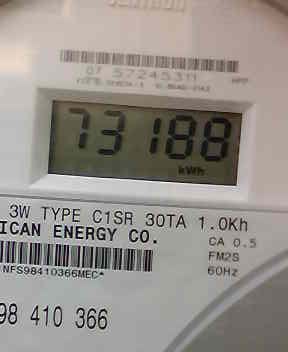 07 57245311
73188
kWh
3W TYPE C1SR 30TA 1.0Kh
ICAN ENERGY CO.
CA 0.5
FM2S
60Hz
NFS98410366MEC*
98 410 366